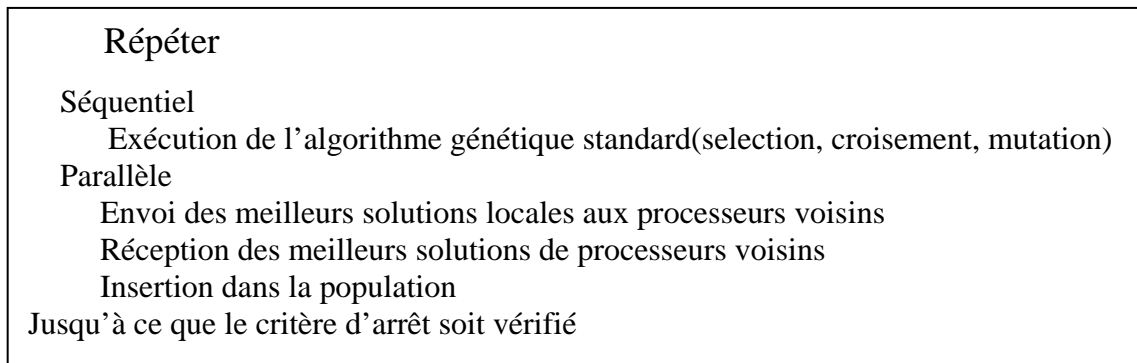 Répéter
Séquentiel
Exécution de l’algorithme génétique standard(selection, croisement, mutation)
Parallèle
Envoi des meilleurs solutions locales aux processeurs voisins
Réception des meilleurs solutions de processeurs voisins
Insertion dans la population
Jusqu’à ce que le critère d’arrêt soit vérifié